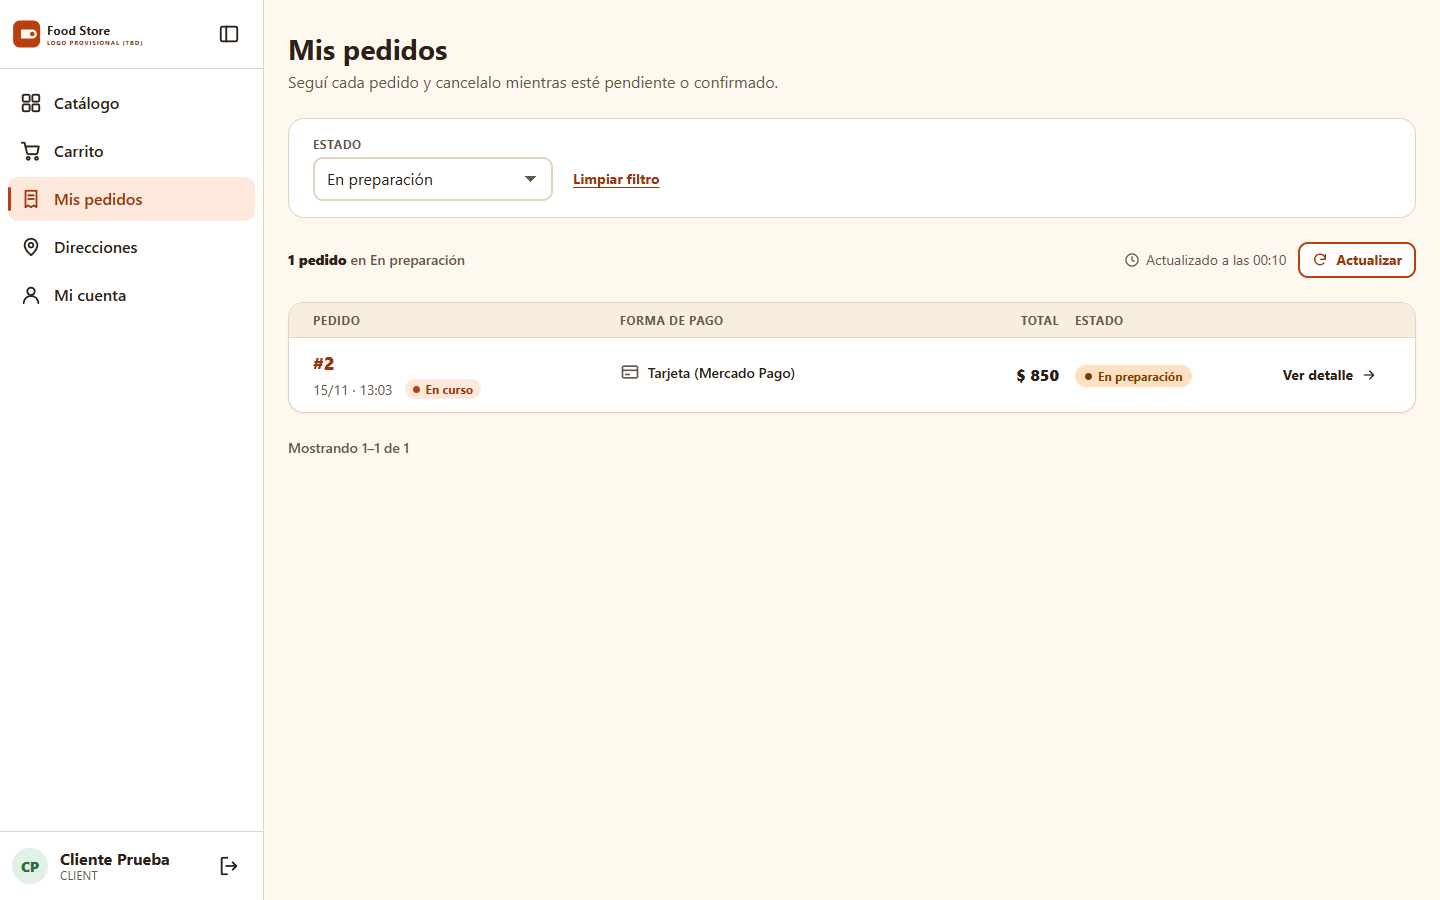 Food Store
LOGO PROVISIONAL (TBD)
Catálogo
Carrito
Mis pedidos
Direcciones
Mi cuenta
Cliente Prueba
CP
CLIENT
Mis pedidos
Seguí cada pedido y cancelalo mientras esté pendiente o confirmado.
ESTADO
En preparación
Limpiar filtro
1 pedido en En preparación
Actualizado a las 00:10
Actualizar
PEDIDO FORMA DE PAGO TOTAL ESTADO
#2
15/11 · 13:03 En curso
Tarjeta (Mercado Pago)
$ 850
En preparación
Ver detalle
Mostrando 1–1 de 1